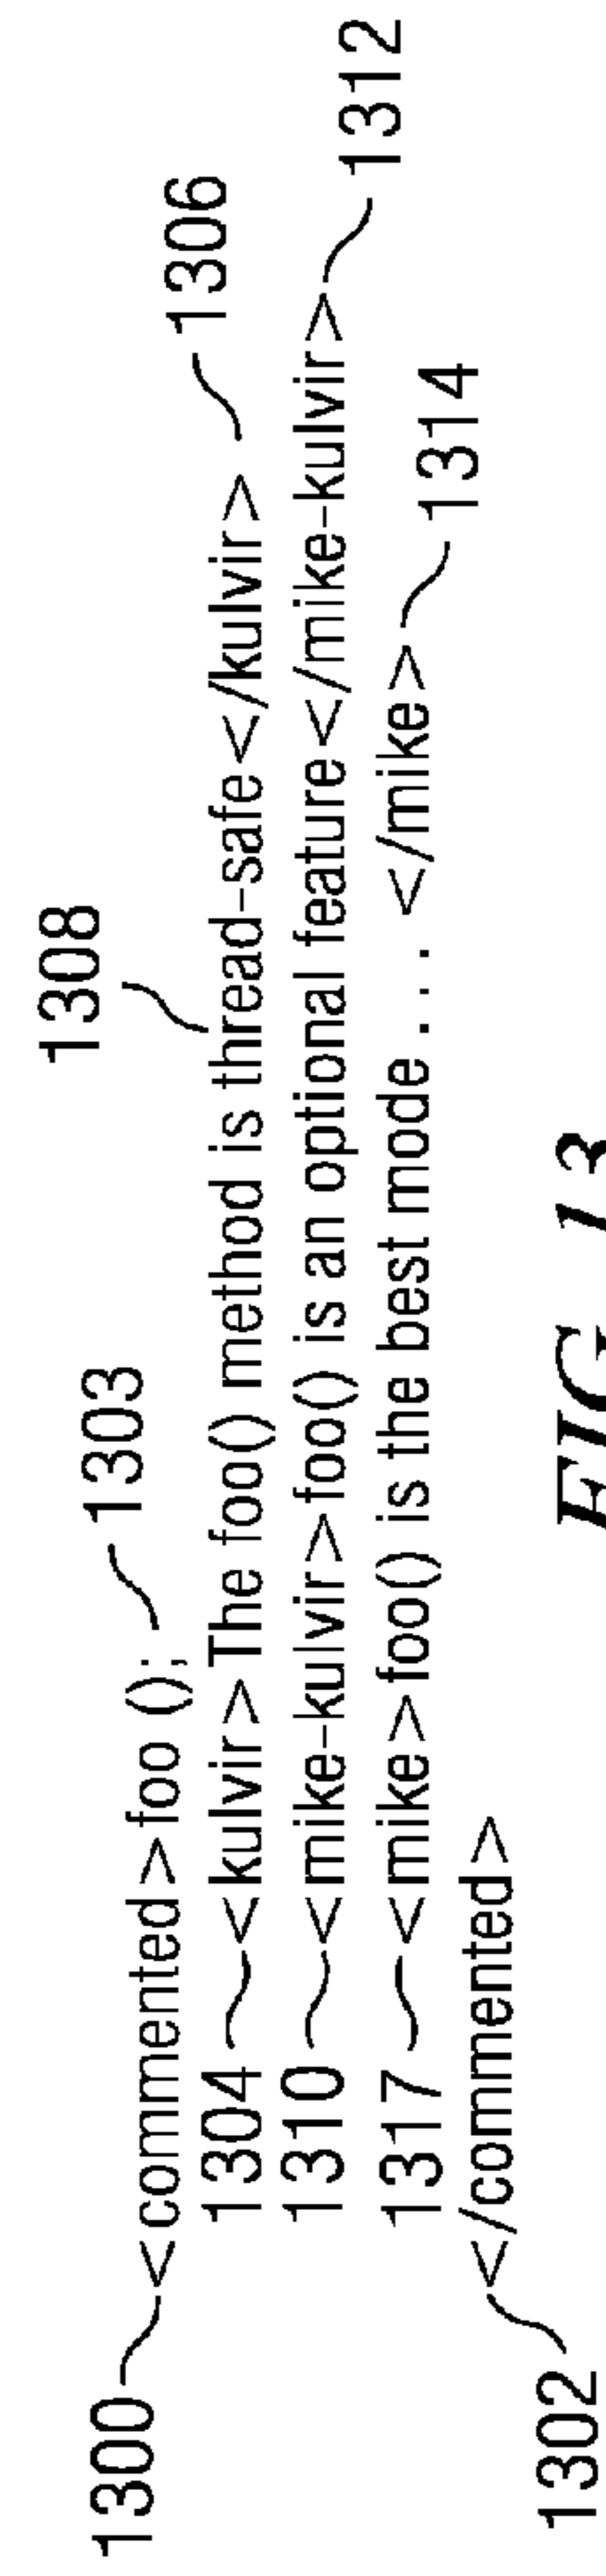 1308
1300 <commented>foo (); 1303
1304 <kulvir>The foo() method is thread-safe</kulvir> 1306
1310 <mike-kulvir>foo() is an optional feature</mike-kulvir> 1312
1317 <mike>foo() is the best mode . . . </mike> 1314
1302 </commented>
FIG. 13